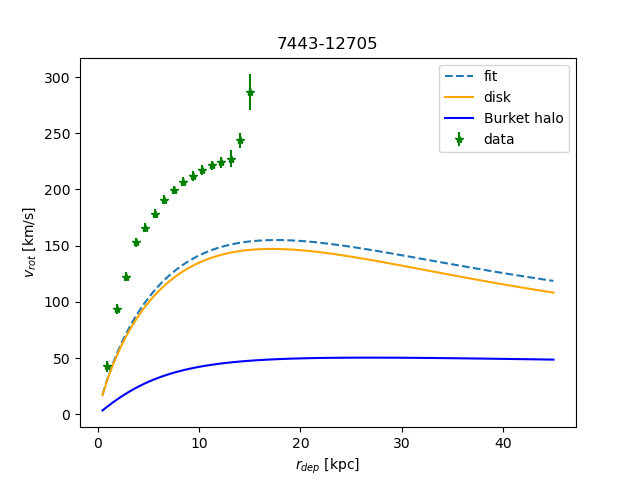 7443-12705
fit
disk
Burket halo
data
300
250
200
150
100
50
0
v_rot [km/s]
0 10 20 30 40
r_dep [kpc]